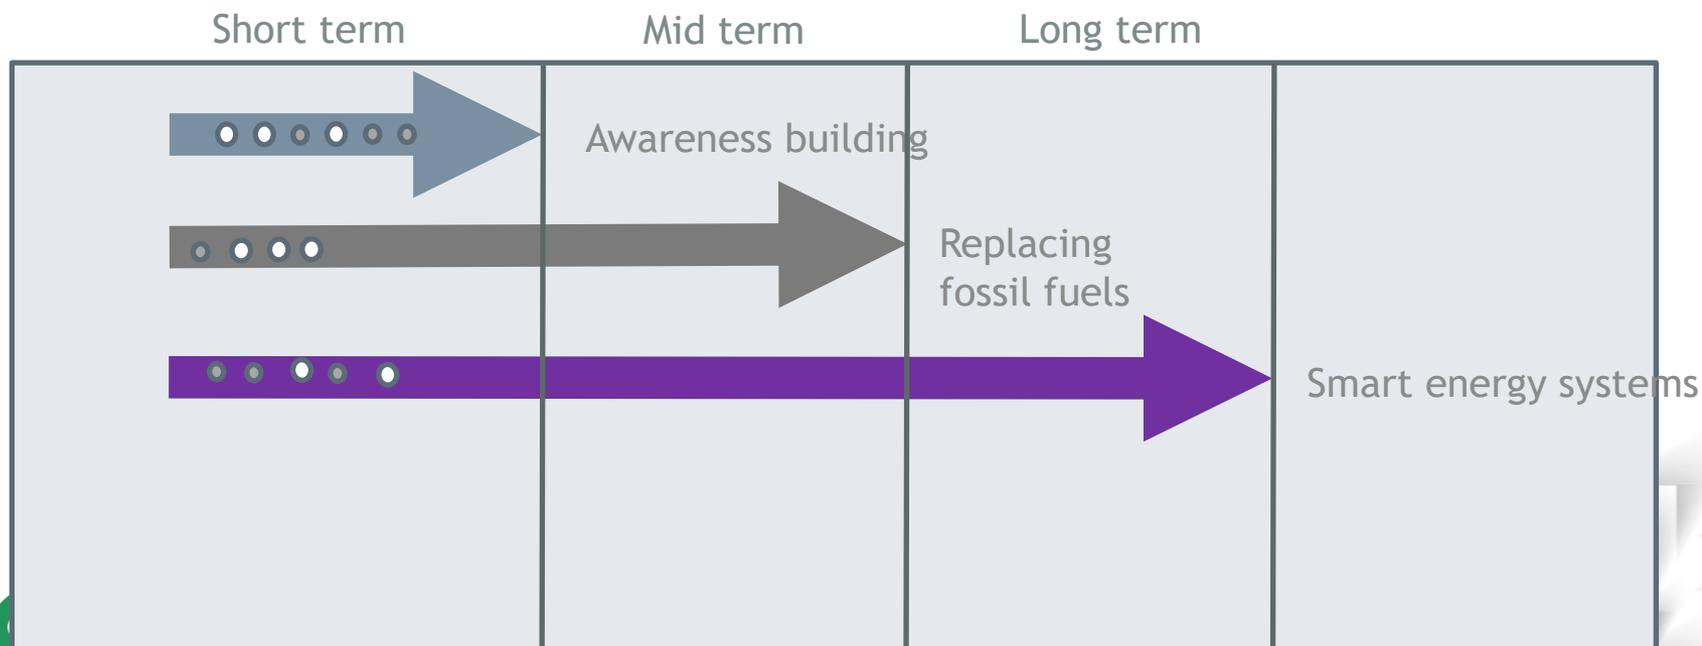 Short term
Mid term
Long term
Awareness building
Replacing
fossil fuels
Smart energy systems